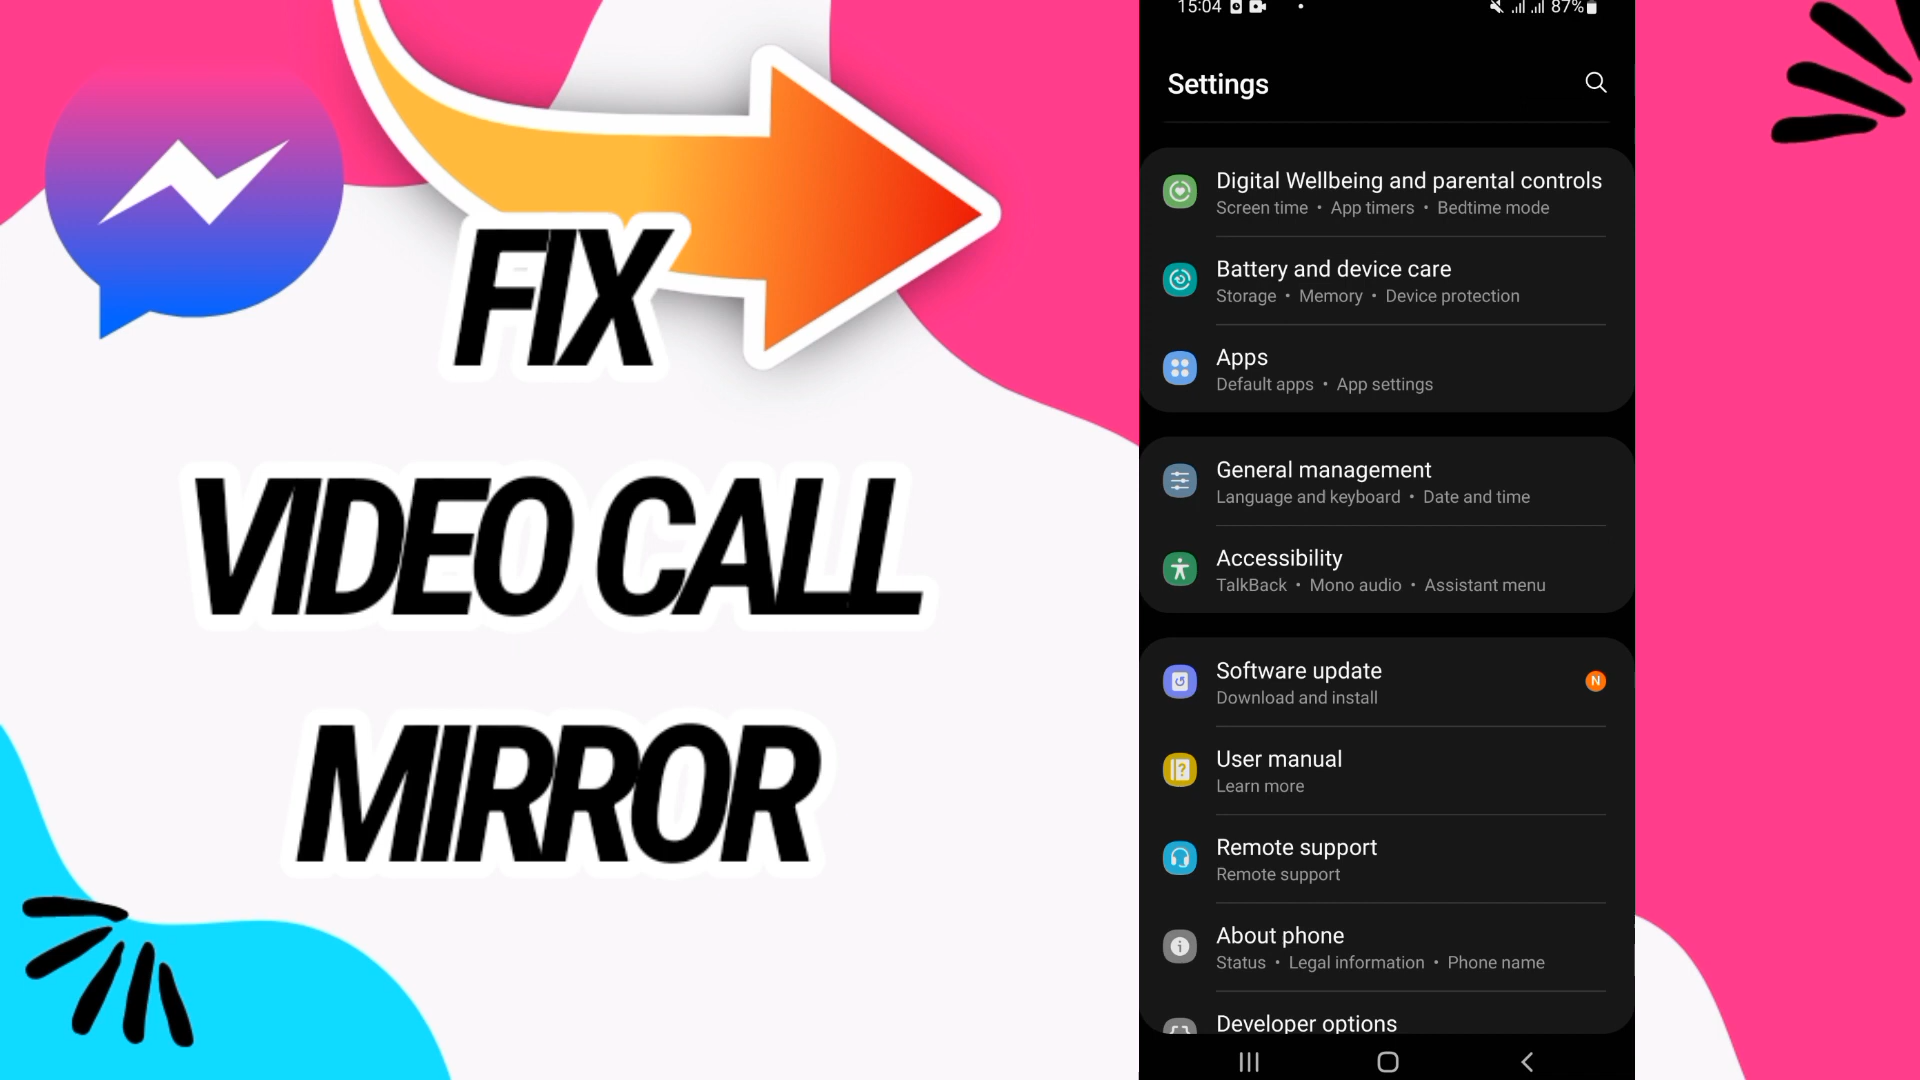 FIX
VIDEO CALL
MIRROR
15:04
87%
Settings
Digital Wellbeing and parental controls
Screen time • App timers • Bedtime mode
Battery and device care
Storage • Memory • Device protection
Apps
Default apps • App settings
General management
Language and keyboard • Date and time
Accessibility
TalkBack • Mono audio • Assistant menu
Software update
N
Download and install
User manual
Learn more
Remote support
Remote support
About phone
Status • Legal information • Phone name
Developer options